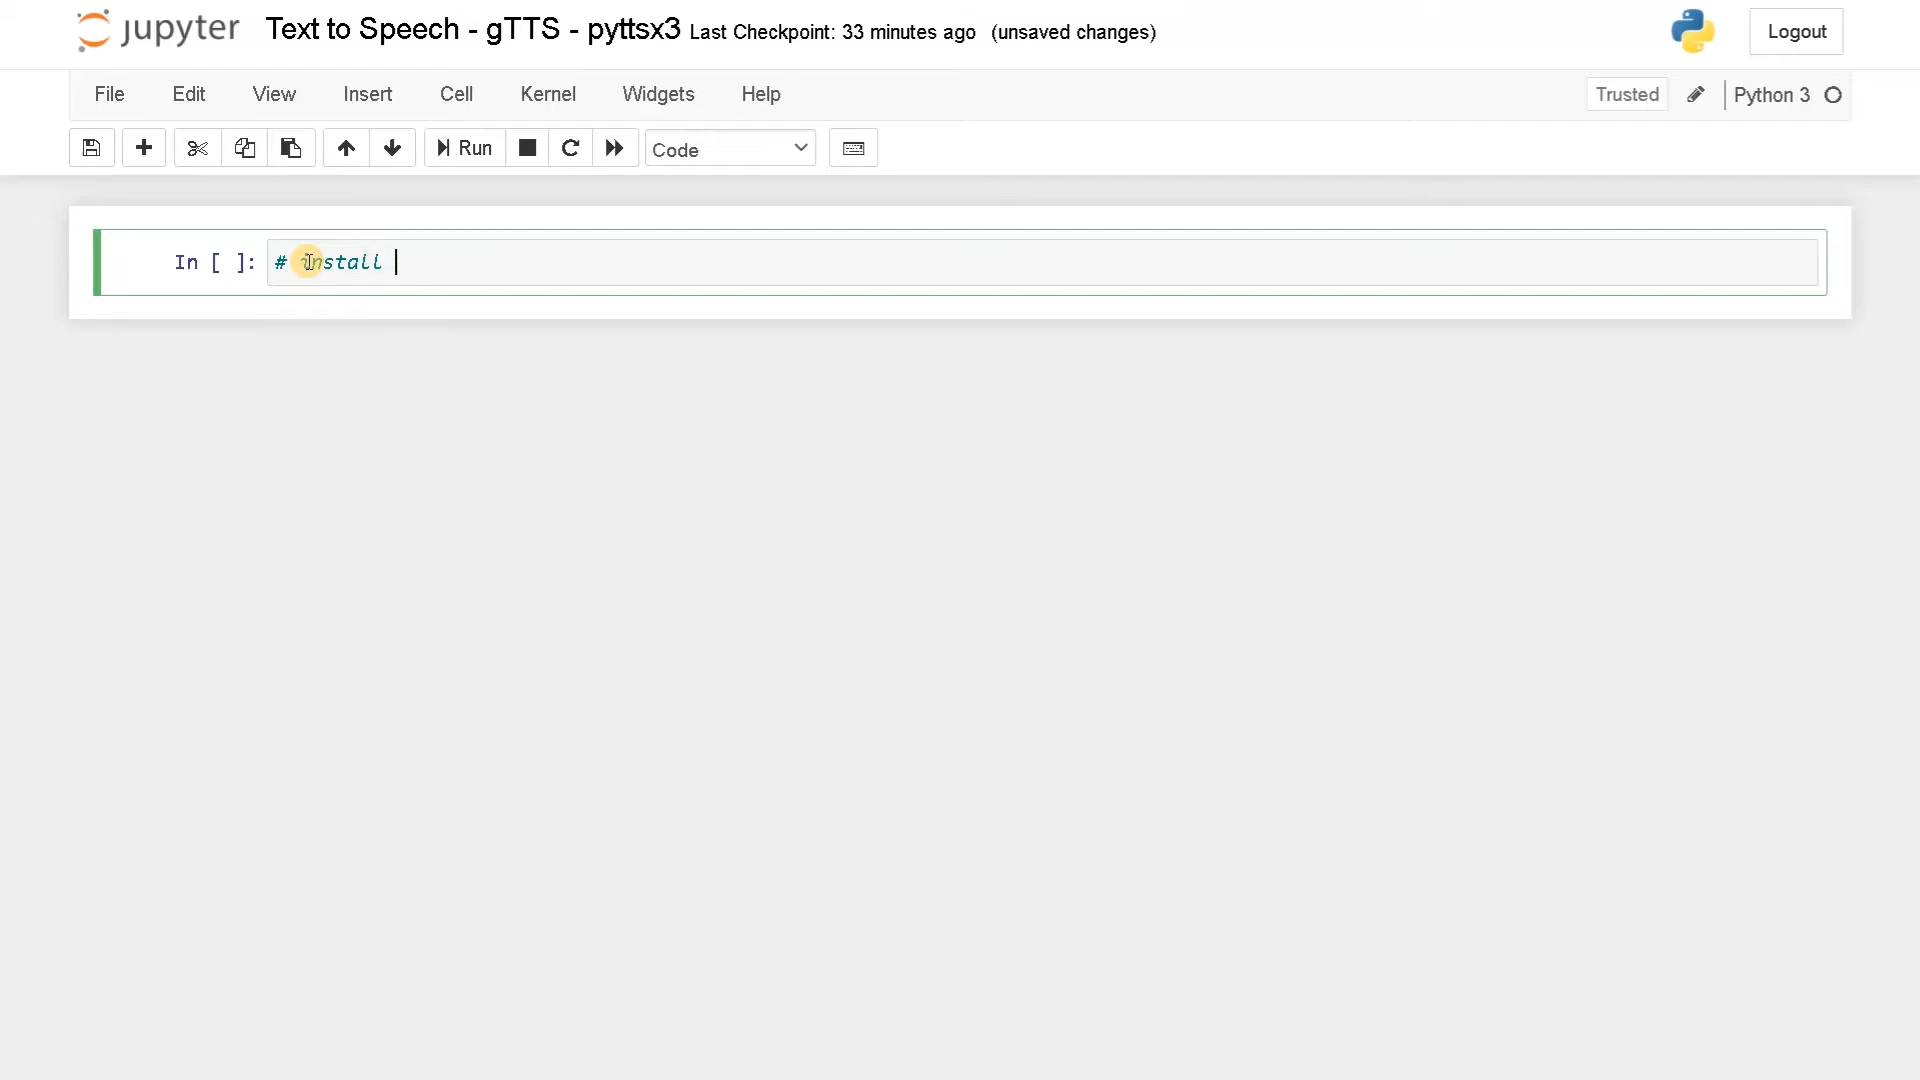 jupyter Text to Speech - gTTS - pyttsx3 Last Checkpoint: 33 minutes ago (unsaved changes) Logout
File Edit View Insert Cell Kernel Widgets Help Trusted Python 3
Run Code
In [ ]: # install